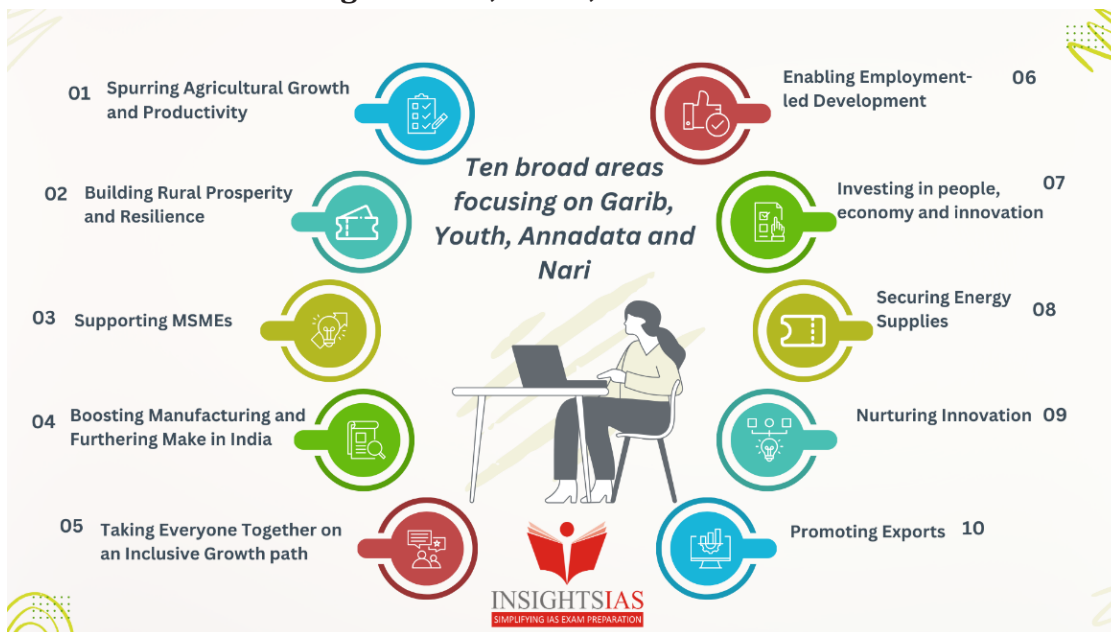 01 Spurring Agricultural Growth
and Productivity
02 Building Rural Prosperity
and Resilience
03 Supporting MSMEs
04 Boosting Manufacturing and
Furthering Make in India
05 Taking Everyone Together on
an Inclusive Growth path
Ten broad areas
focusing on Garib,
Youth, Annadata and
Nari
Enabling Employment- 06
led Development
Investing in people, 07
economy and innovation
Securing Energy 08
Supplies
Nurturing Innovation 09
Promoting Exports 10
INSIGHTSIAS
SIMPLIFYING IAS EXAM PREPARATION